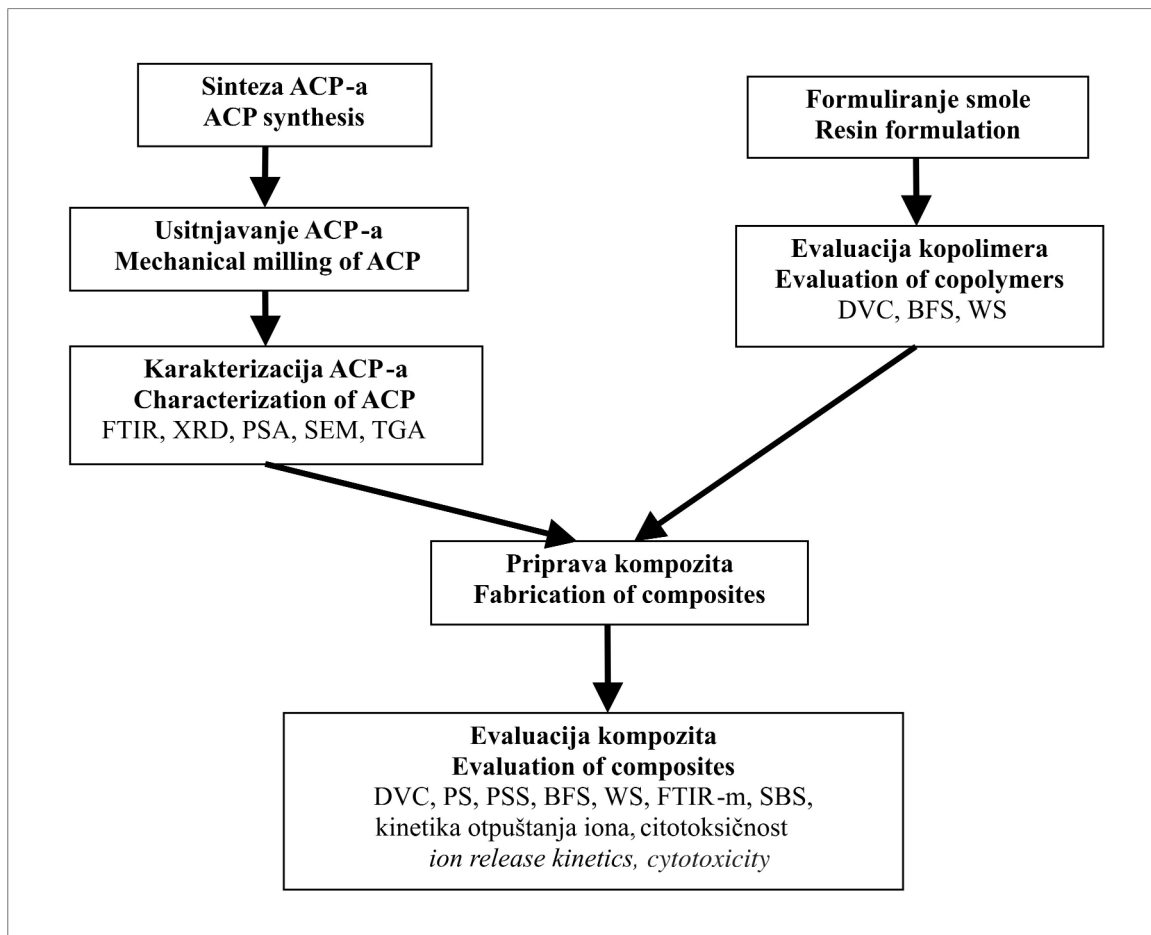 Sinteza ACP-a
ACP synthesis
Usitnjavanje ACP-a
Mechanical milling of ACP
Karakterizacija ACP-a
Characterization of ACP
FTIR, XRD, PSA, SEM, TGA
Formuliranje smole
Resin formulation
Evaluacija kopolimera
Evaluation of copolymers
DVC, BFS, WS
Priprava kompozita
Fabrication of composites
Evaluacija kompozita
Evaluation of composites
DVC, PS, PSS, BFS, WS, FTIR-m, SBS,
kinetika otpuštanja iona, citotoksičnost
ion release kinetics, cytotoxicity